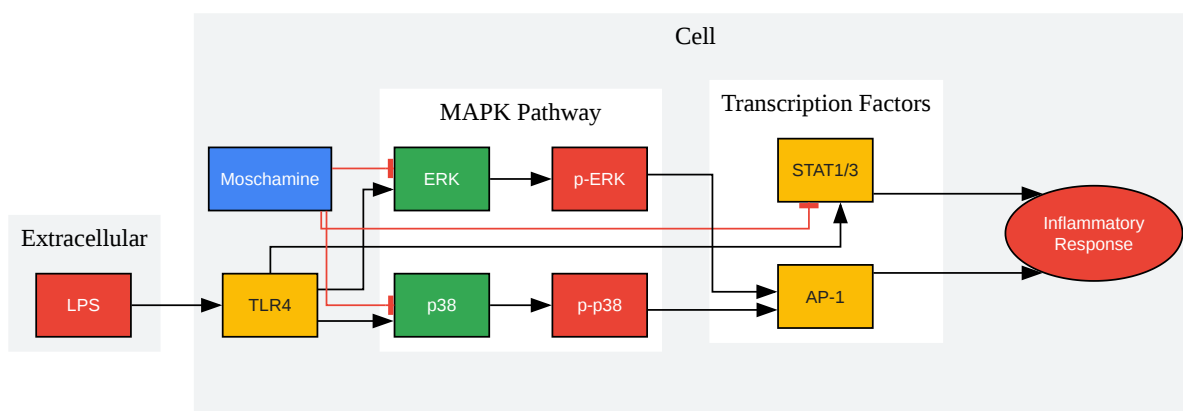 Cell
Extracellular
LPS
Moschamine
TLR4
MAPK Pathway
ERK
p-ERK
p38
p-p38
Transcription Factors
STAT1/3
AP-1
Inflammatory
Response